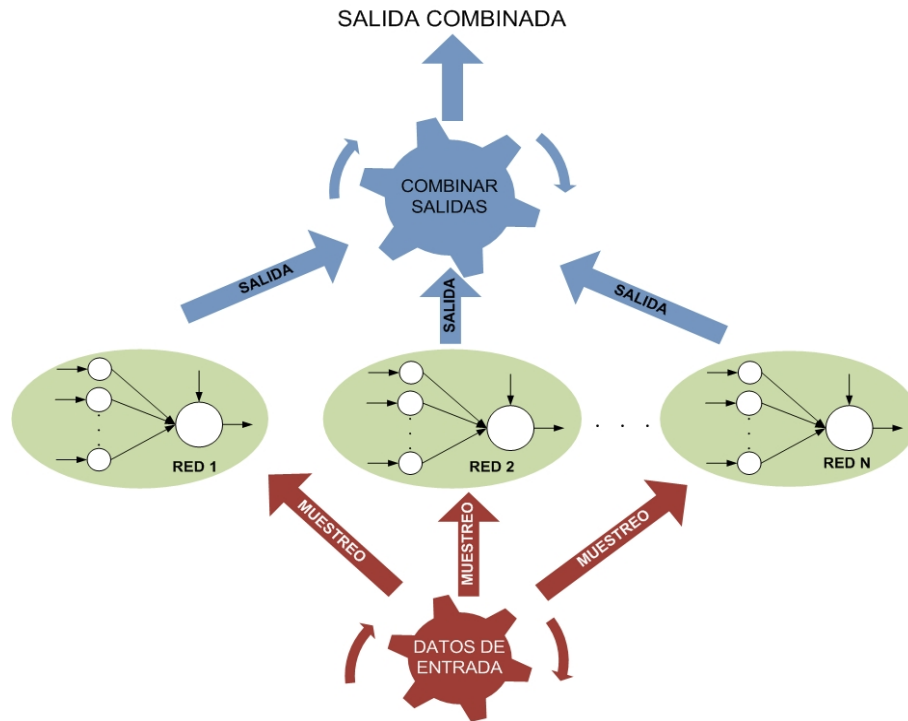 SALIDA COMBINADA
COMBINAR
SALIDAS
SALIDA
SALIDA
SALIDA
RED 1
RED 2
. . .
RED N
MUESTREO
MUESTREO
MUESTREO
DATOS DE
ENTRADA